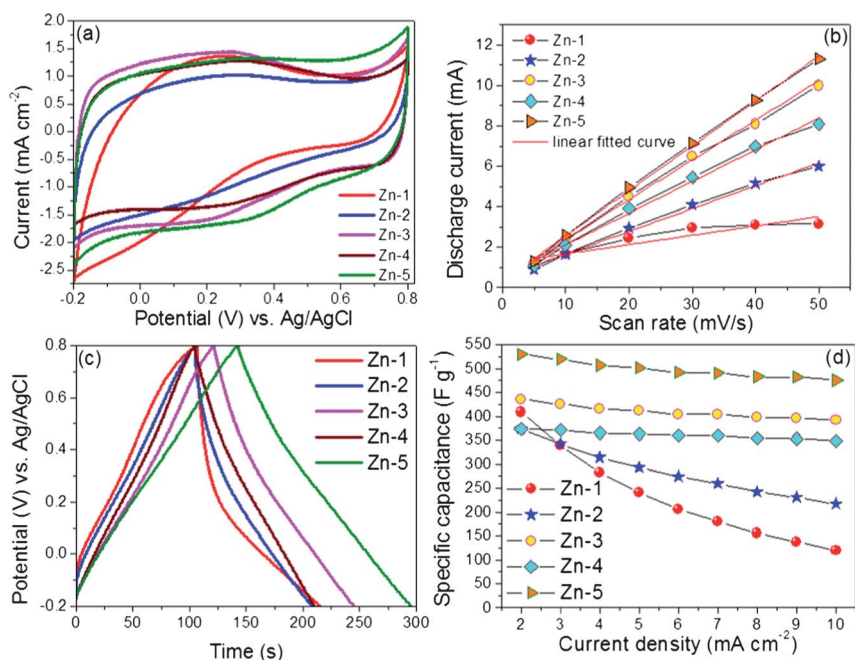 (a)
2.0
1.5
1.0
0.5
0.0
-0.5
-1.0
-1.5
-2.0
-2.5
Current (mA cm-2)
Zn-1
Zn-2
Zn-3
Zn-4
Zn-5
-0.2 0.0 0.2 0.4 0.6 0.8
Potential (V) vs. Ag/AgCl
(b)
12
10
8
6
4
2
0
Discharge current (mA)
Zn-1
Zn-2
Zn-3
Zn-4
Zn-5
linear fitted curve
10 20 30 40 50
Scan rate (mV/s)
(c)
0.8
0.4
0.0
-0.2
Potential (V) vs. Ag/AgCl
Zn-1
Zn-2
Zn-3
Zn-4
Zn-5
0 50 100 150 200 250 300
Time (s)
(d)
550
500
450
400
350
300
250
200
150
100
50
0
Specific capacitance (F g-1)
Zn-1
Zn-2
Zn-3
Zn-4
Zn-5
2 3 4 5 6 7 8 9 10
Current density (mA cm-2)